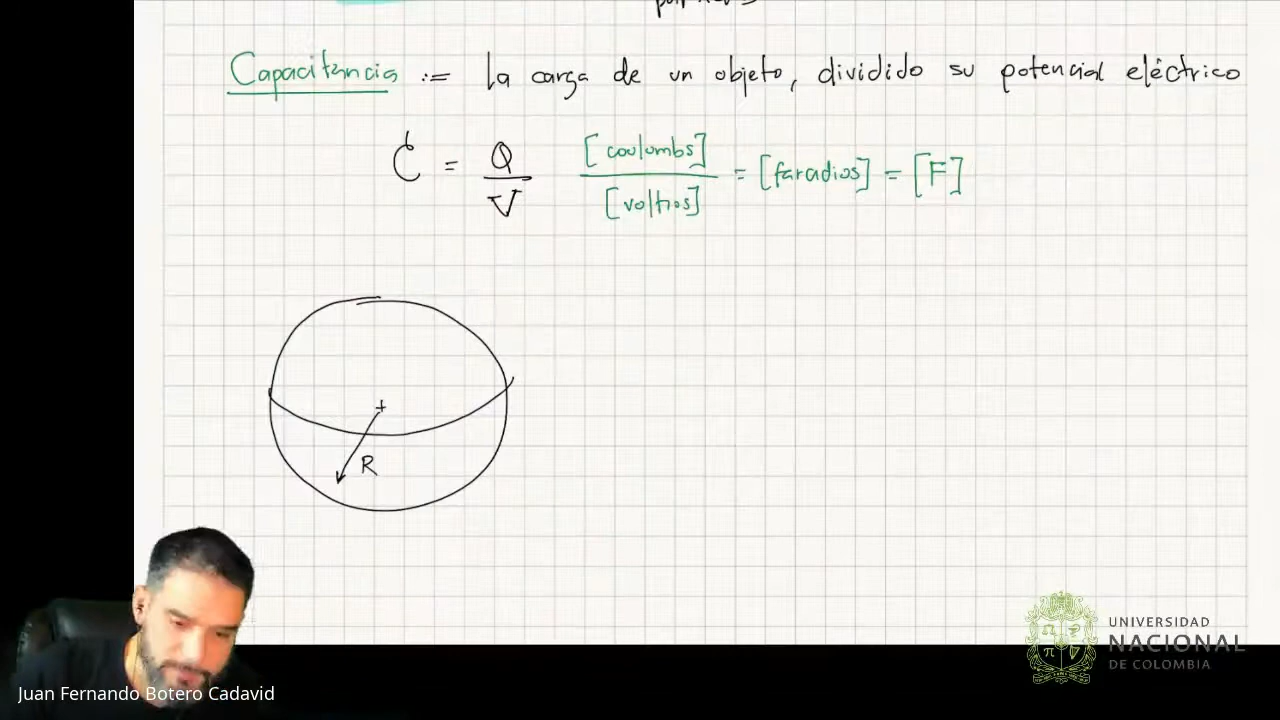 Capacitancia := la carga de un objeto, dividido su potencial eléctrico
C = Q / V [coulombs] / [voltios] = [faradios] = [F]
R
UNIVERSIDAD
NACIONAL
DE COLOMBIA
Juan Fernando Botero Cadavid